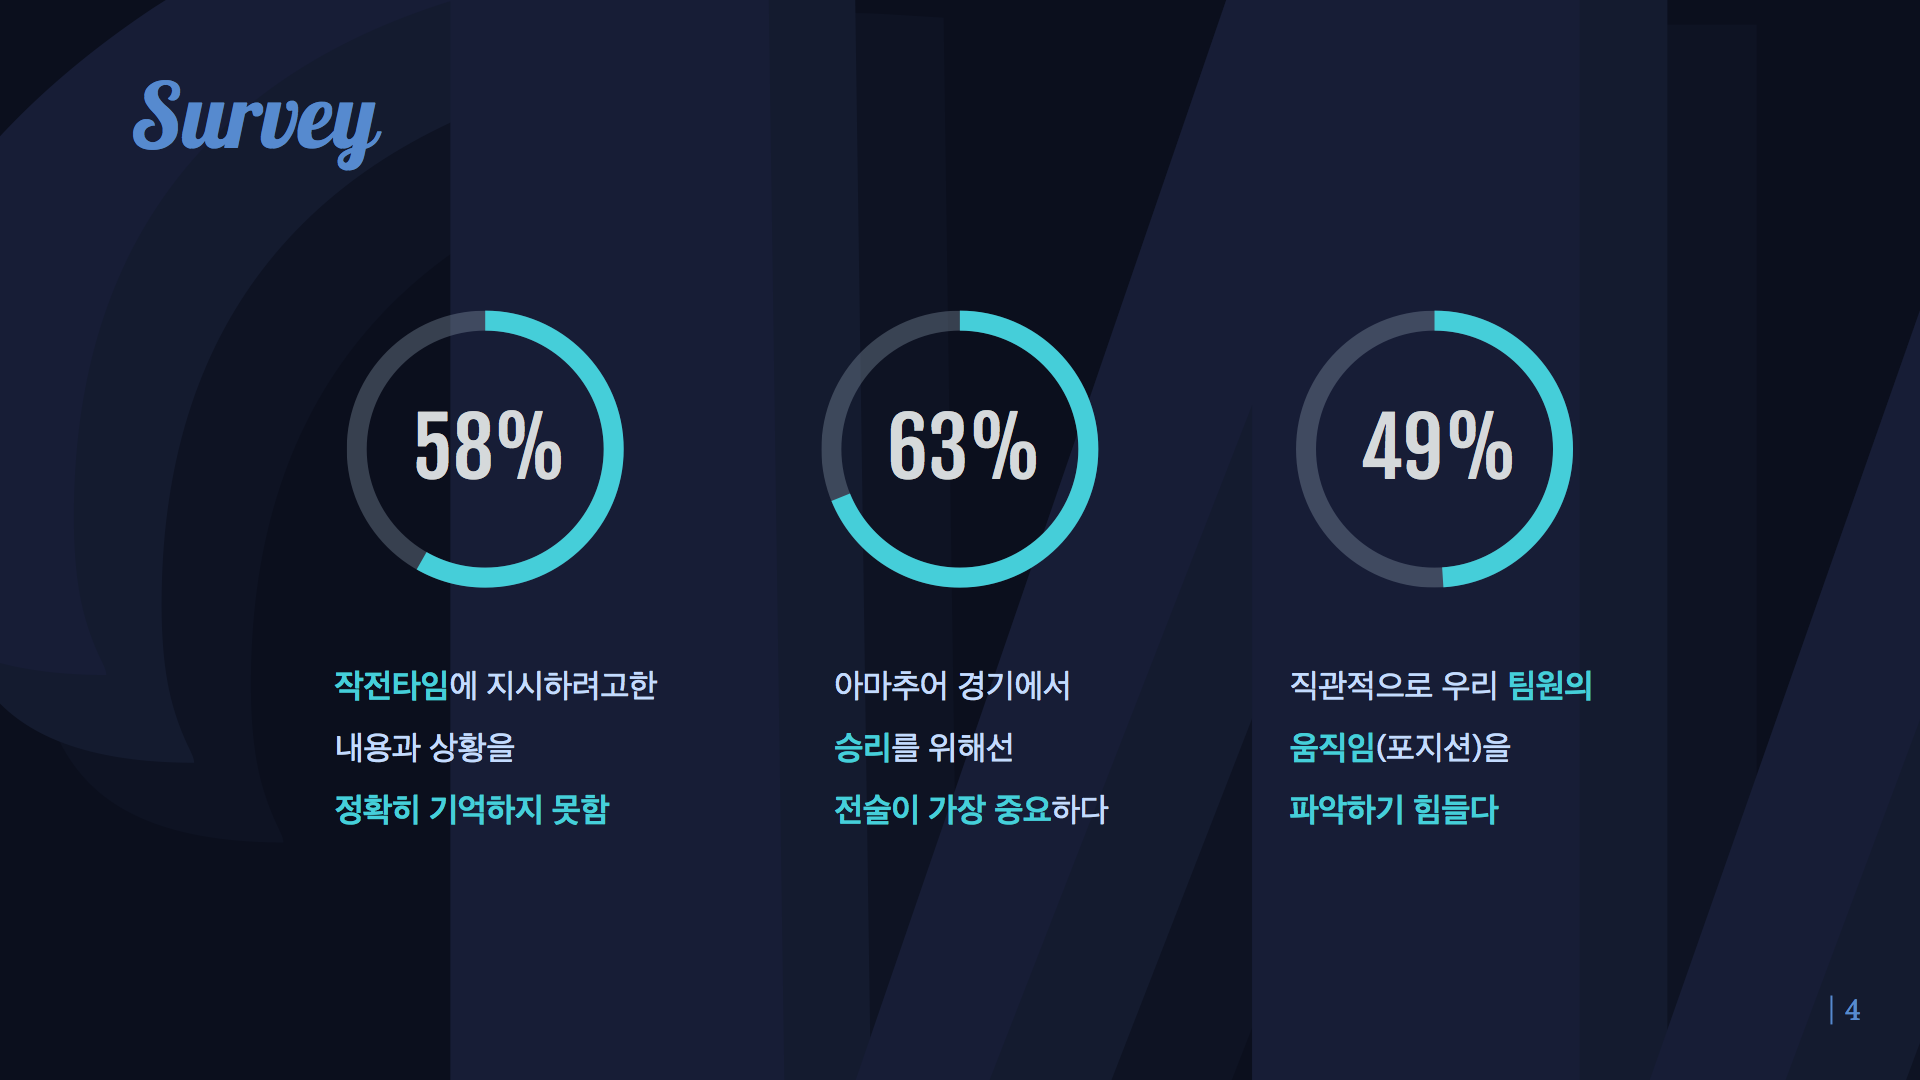 Survey
58%
63%
49%
작전타임에 지시하려고한
내용과 상황을
정확히 기억하지 못함
아마추어 경기에서
승리를 위해선
전술이 가장 중요하다
직관적으로 우리 팀원의
움직임(포지션)을
파악하기 힘들다
| 4